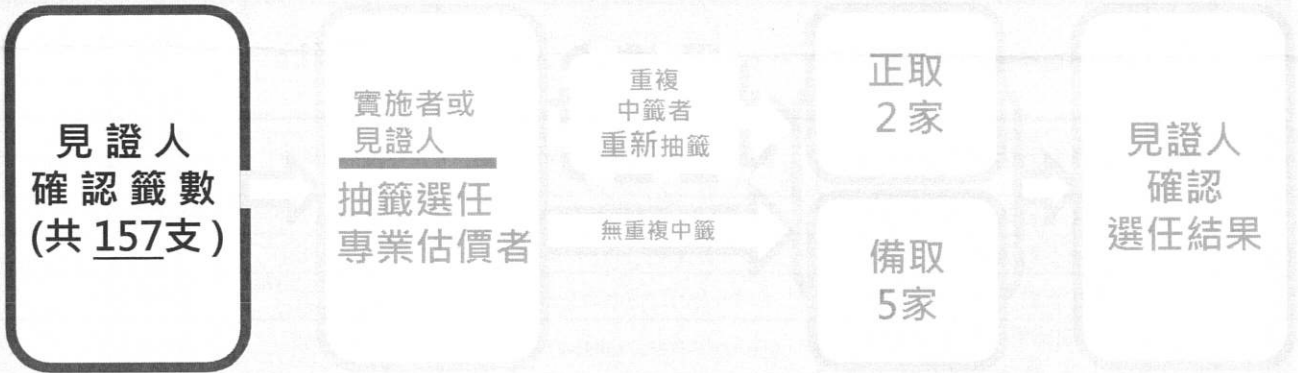 見證人
確認籤數
(共 157支)
實施者或
見證人
抽籤選任
專業估價者
重複
中籤者
重新抽籤
無重複中籤
正取
2家
備取
5家
見證人
確認
選任結果